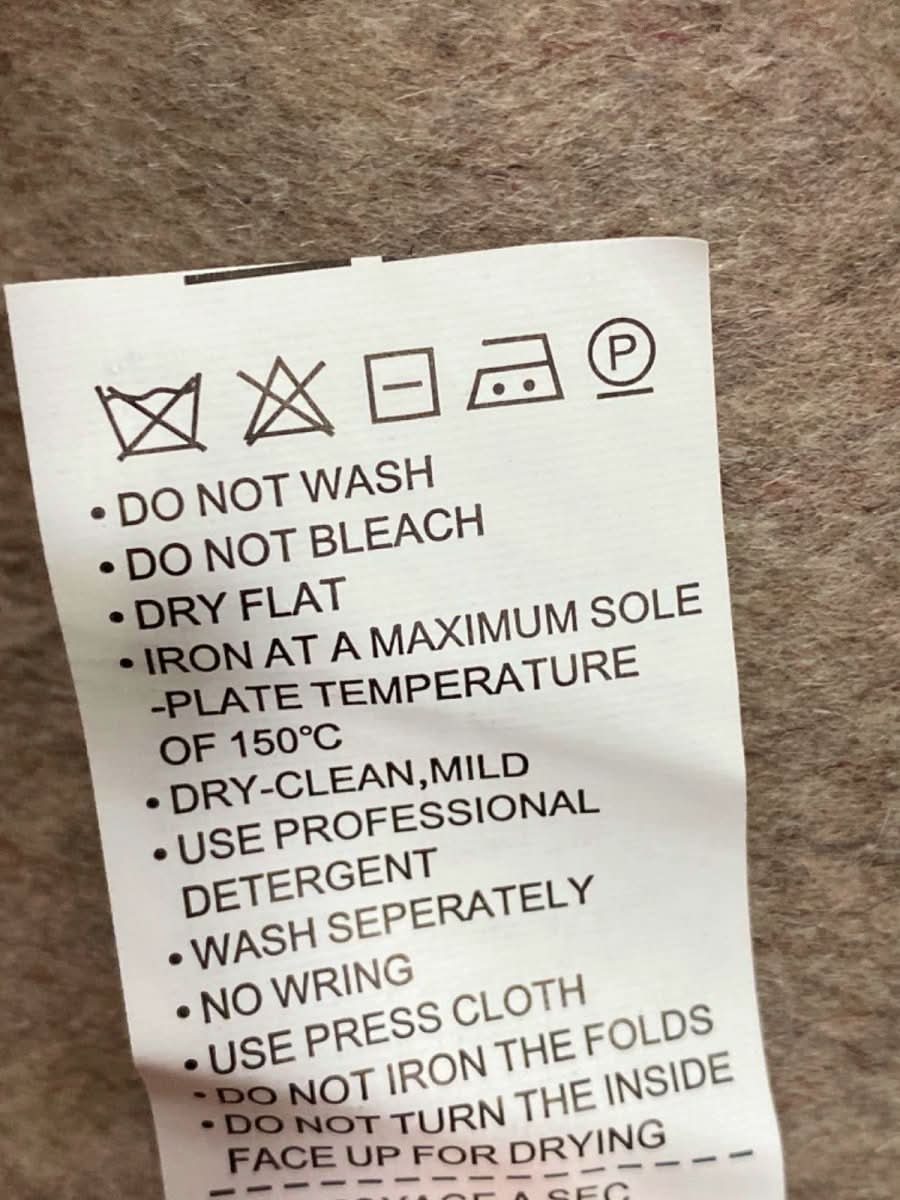 P
• DO NOT WASH
• DO NOT BLEACH
• DRY FLAT
• IRON AT A MAXIMUM SOLE
-PLATE TEMPERATURE
OF 150℃
• DRY-CLEAN,MILD
• USE PROFESSIONAL
DETERGENT
• WASH SEPERATELY
• NO WRING
• USE PRESS CLOTH
• DO NOT IRON THE FOLDS
• DO NOT TURN THE INSIDE
FACE UP FOR DRYING
A SEC